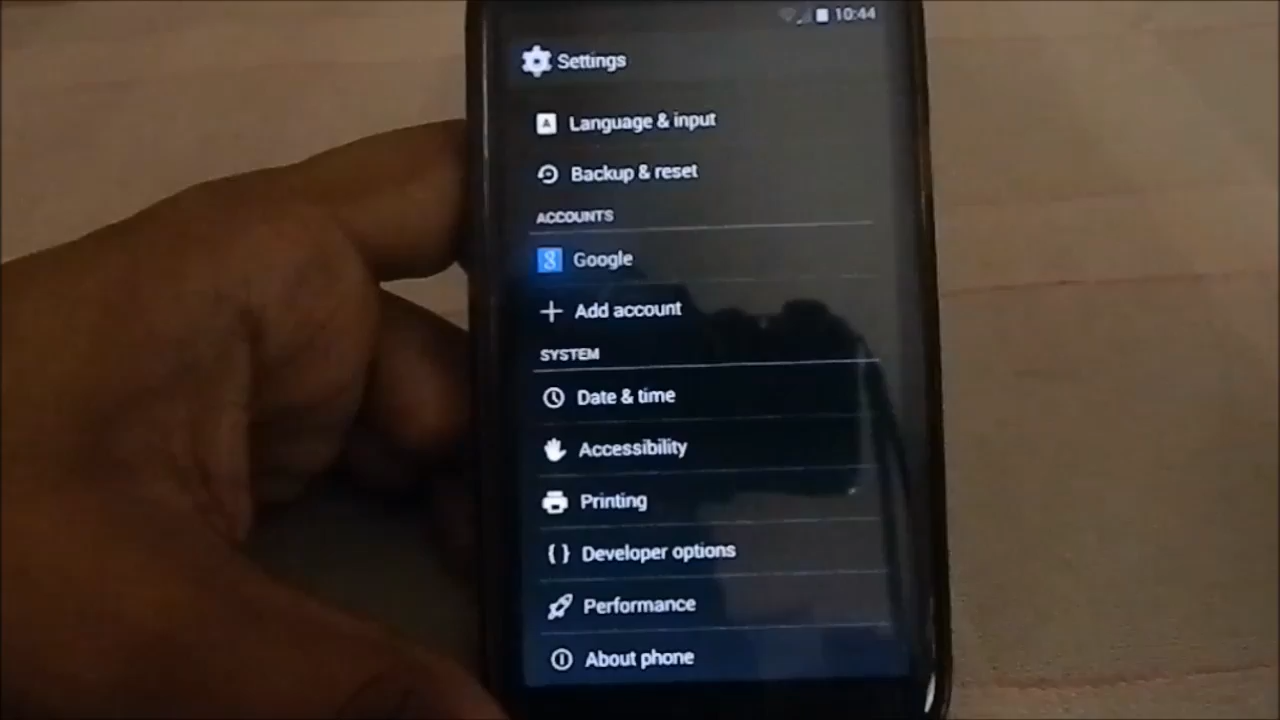 10:44
Settings
Language & input
Backup & reset
ACCOUNTS
Google
Add account
SYSTEM
Date & time
Accessibility
Printing
Developer options
Performance
About phone